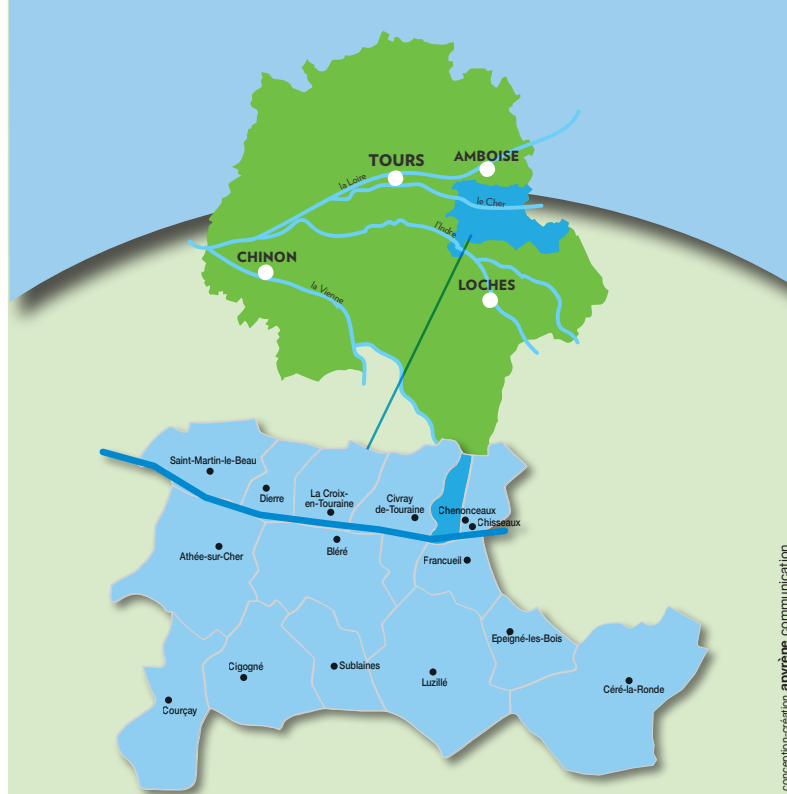 TOURS
AMBOISE
la Loire
le Cher
l'Indre
CHINON
la Vienne
LOCHES
Saint-Martin-le-Beau
Dierre
La Croix-
en-Touraine
Civray
de-Touraine
Chenonceaux
Chisseaux
Athée-sur-Cher
Bléré
Francueil
Epeigné-les-Bois
Cigogné
Sublaines
Luzillé
Céré-la-Ronde
Courçay
conception-création apyrène communication